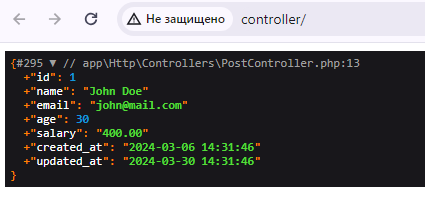 Не защищено controller/
{#295 ▼ // app\Http\Controllers\PostController.php:13
+"id": 1
+"name": "John Doe"
+"email": "john@mail.com"
+"age": 30
+"salary": "400.00"
+"created_at": "2024-03-06 14:31:46"
+"updated_at": "2024-03-30 14:31:46"
}